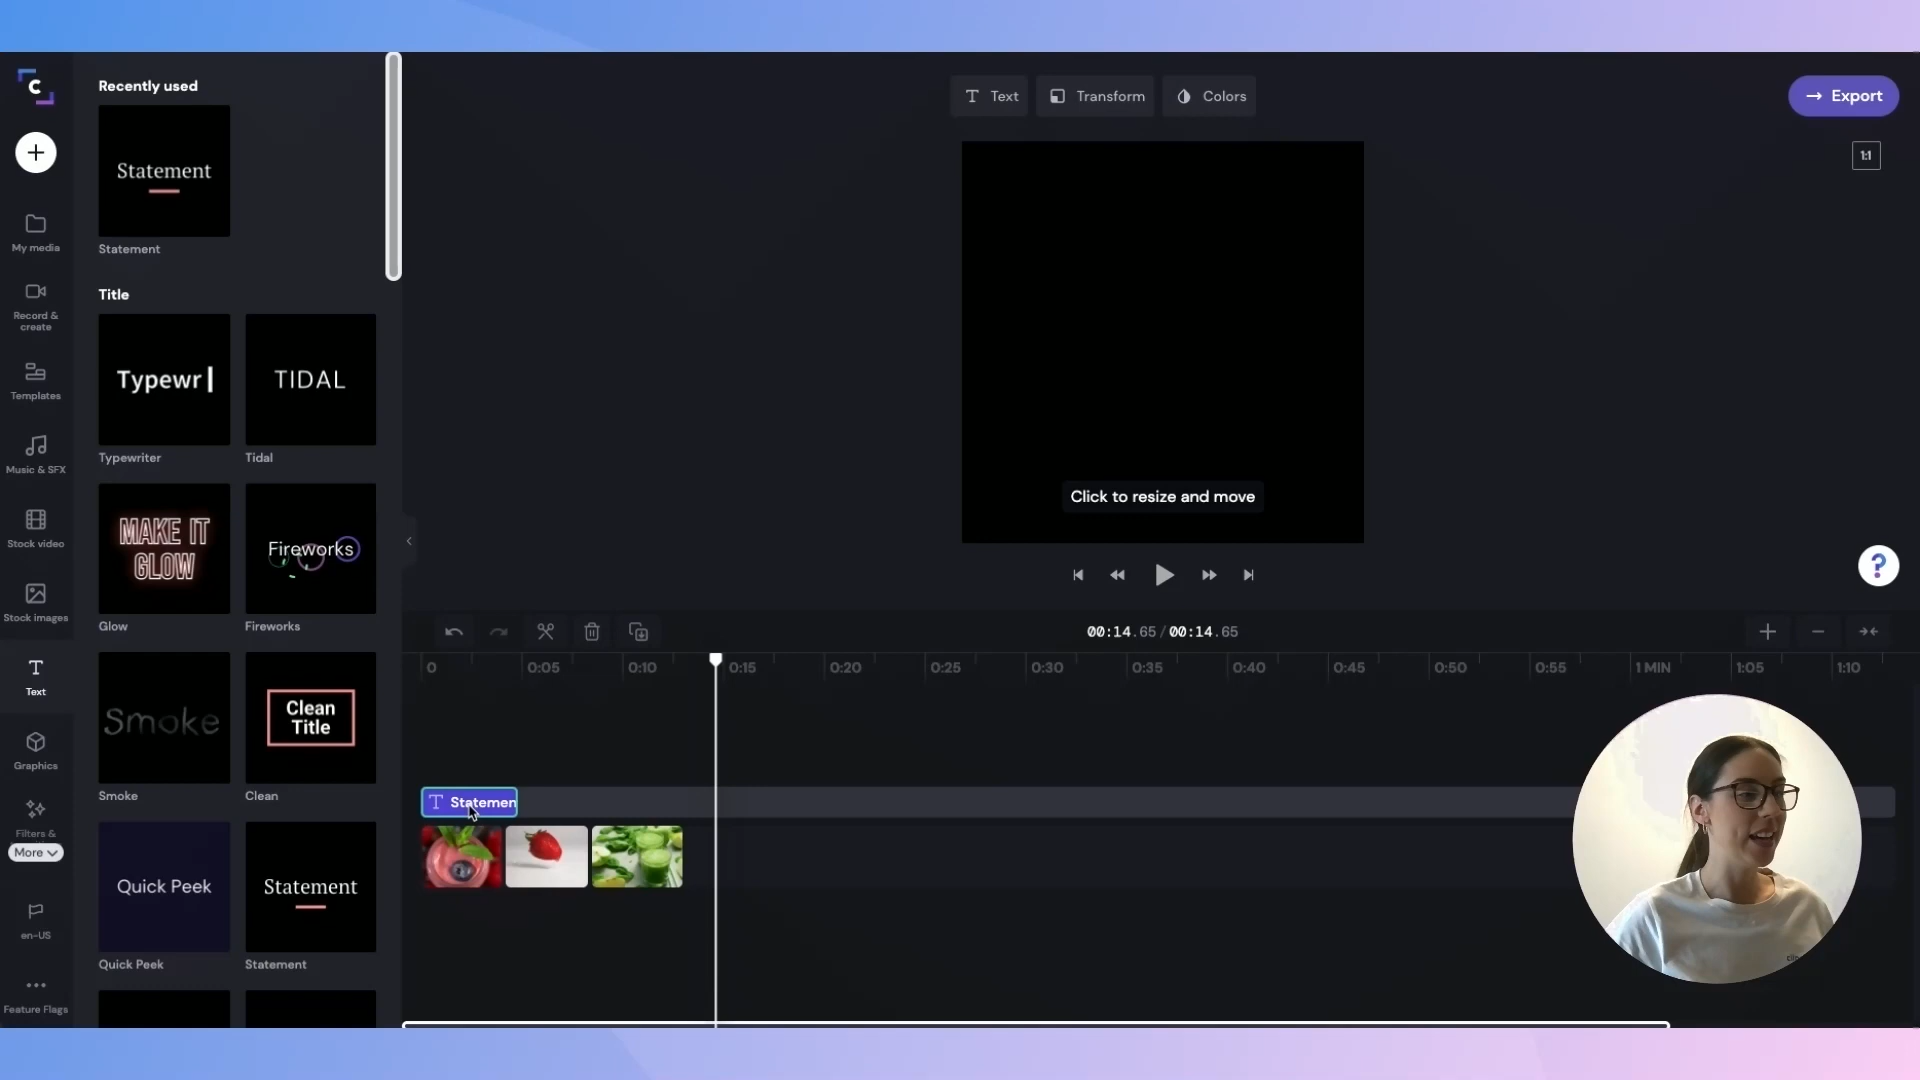 C
My media
Record &
create
Templates
Music & SFX
Stock video
Stock images
Text
Graphics
Filters &
More
en-US
Feature Flags
Recently used
Statement
Statement
Title
Typewr
TIDAL
Typewriter
Tidal
MAKE IT
GLOW
Fireworks
Glow
Fireworks
Smoke
Clean
Title
Smoke
Clean
Quick Peek
Statement
Quick Peek
Statement
Text
Transform
Colors
Export
1:1
Click to resize and move
?
00:14.65 / 00:14.65
0
0:05
0:10
0:15
0:20
0:25
0:30
0:35
0:40
0:45
0:50
0:55
1 MIN
1:05
1:10
Statemen